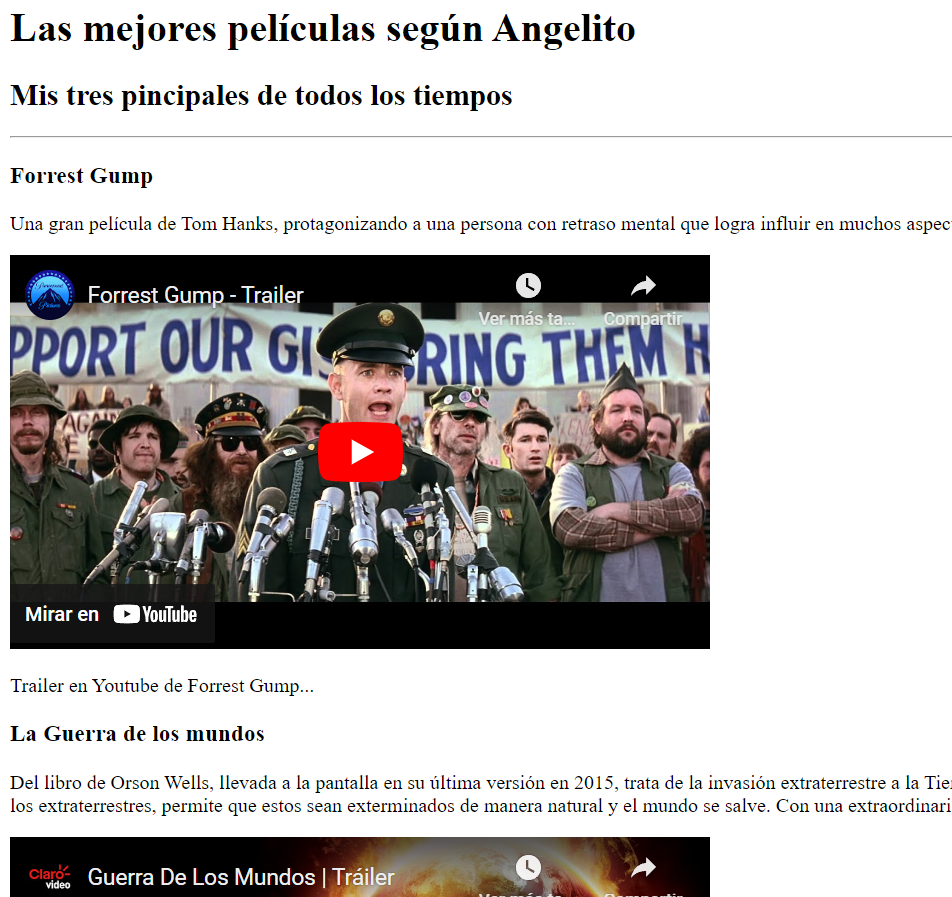 Las mejores películas según Angelito
Mis tres pincipales de todos los tiempos
Forrest Gump
Una gran película de Tom Hanks, protagonizando a una persona con retraso mental que logra influir en muchos aspec
Forrest Gump - Trailer
Ver más ta...
Compartir
PPORT OUR GI
RING THEM H
AGAIN
Mirar en YouTube
Trailer en Youtube de Forrest Gump...
La Guerra de los mundos
Del libro de Orson Wells, llevada a la pantalla en su última versión en 2015, trata de la invasión extraterrestre a la Tie
los extraterrestres, permite que estos sean exterminados de manera natural y el mundo se salve. Con una extraordinari
Claro video
Guerra De Los Mundos | Tráiler